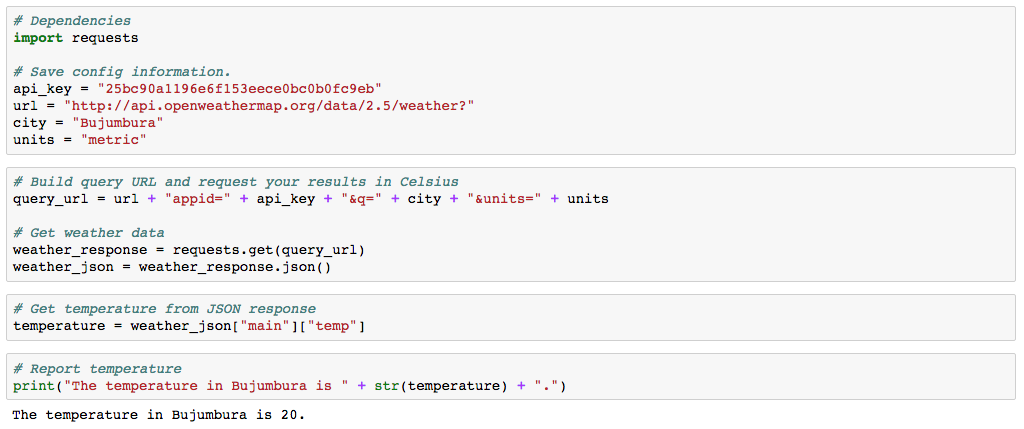 # Dependencies
import requests
# Save config information.
api_key = "25bc90a1196e6f153eece0bc0b0fc9eb"
url = "http://api.openweathermap.org/data/2.5/weather?"
city = "Bujumbura"
units = "metric"
# Build query URL and request your results in Celsius
query_url = url + "appid=" + api_key + "&q=" + city + "&units=" + units
# Get weather data
weather_response = requests.get(query_url)
weather_json = weather_response.json()
# Get temperature from JSON response
temperature = weather_json["main"]["temp"]
# Report temperature
print("The temperature in Bujumbura is " + str(temperature) + ".")
The temperature in Bujumbura is 20.